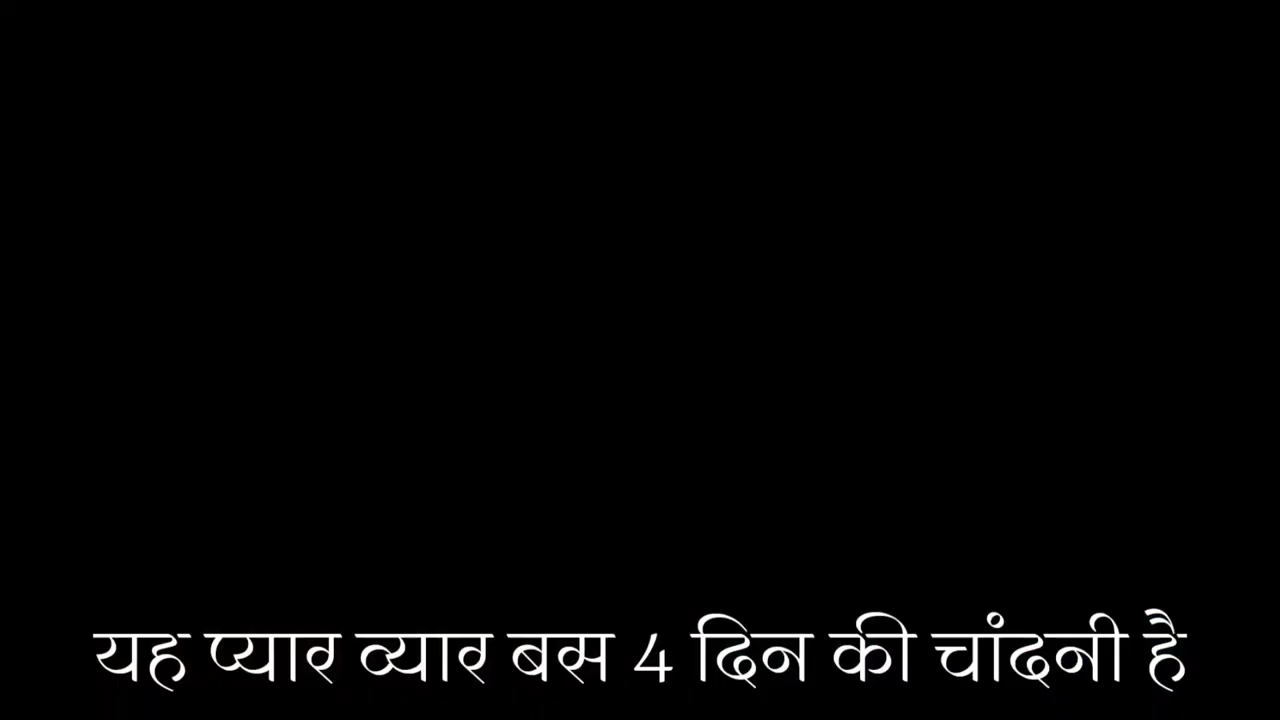 यह प्यार व्यार बस 4 दिन की चांदनी है